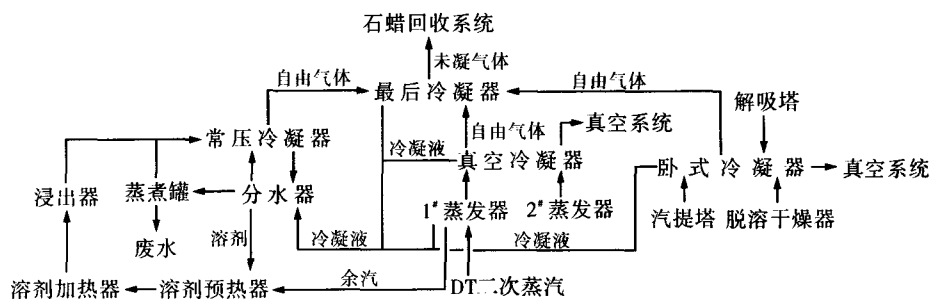 石蜡回收系统
未凝气体
自由气体
最后冷凝器
自由气体
解吸塔
常压冷凝器
自由气体
真空系统
冷凝液
真空冷凝器
卧式冷凝器
真空系统
浸出器
蒸煮罐
分水器
1#蒸发器
2#蒸发器
汽提塔
脱溶干燥器
溶剂
废水
冷凝液
冷凝液
余汽
溶剂加热器
溶剂预热器
DT二次蒸汽